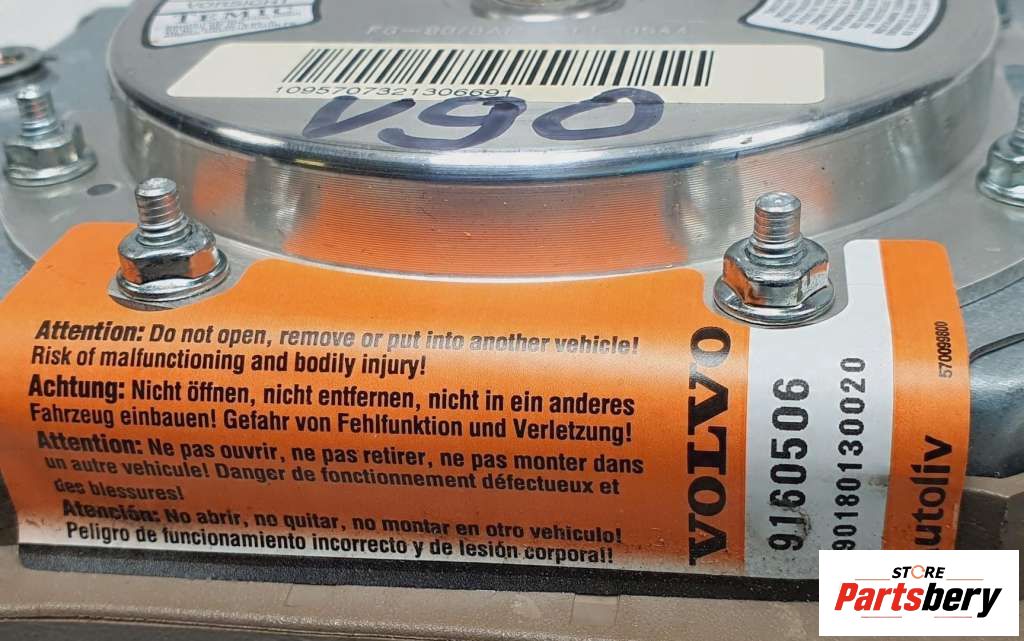 TEMIC
1095707321306691
V90
Attention: Do not open, remove or put into another vehicle!
Risk of malfunctioning and bodily injury!
Achtung: Nicht öffnen, nicht entfernen, nicht in ein anderes
Fahrzeug einbauen! Gefahr von Fehlfunktion und Verletzung!
Attention: Ne pas ouvrir, ne pas retirer, ne pas monter dans
un autre vehicule! Danger de fonctionnement défectueux et
des blessures!
Atención: No abrir, no quitar, no montar en otro vehiculo!
Peligro de funcionamiento incorrecto y de lesión corporal!
VOLVO
9160506
90180130020
Autoliv
570099800
STORE
Partsbery